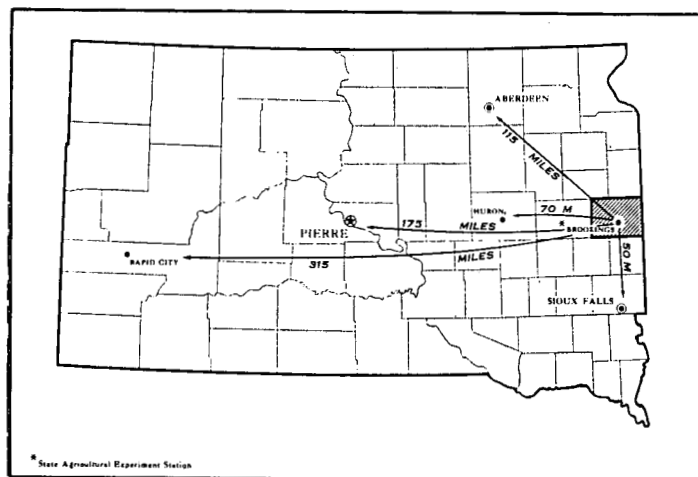 ABERDEEN
115 MILES
HURON
70 M
PIERRE
175 MILES
* BROOKINGS
RAPID CITY
315 MILES
50 M
SIOUX FALLS
* State Agricultural Experiment Station